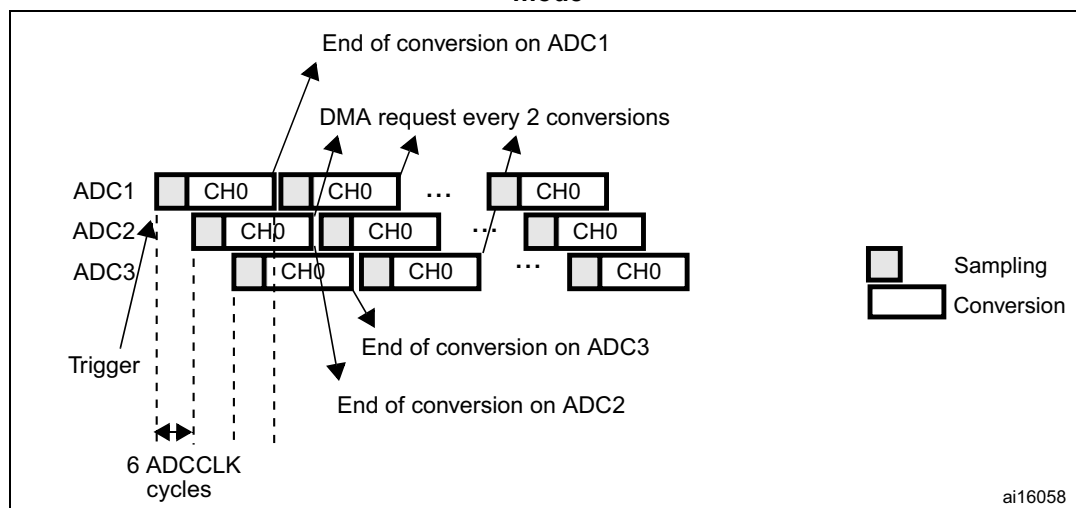 mode
End of conversion on ADC1
DMA request every 2 conversions
ADC1 CH0 CH0 ... CH0
ADC2 CH0 CH0 ... CH0
ADC3 CH0 CH0 ... CH0
Sampling
Conversion
Trigger
End of conversion on ADC3
End of conversion on ADC2
6 ADCCLK
cycles
ai16058